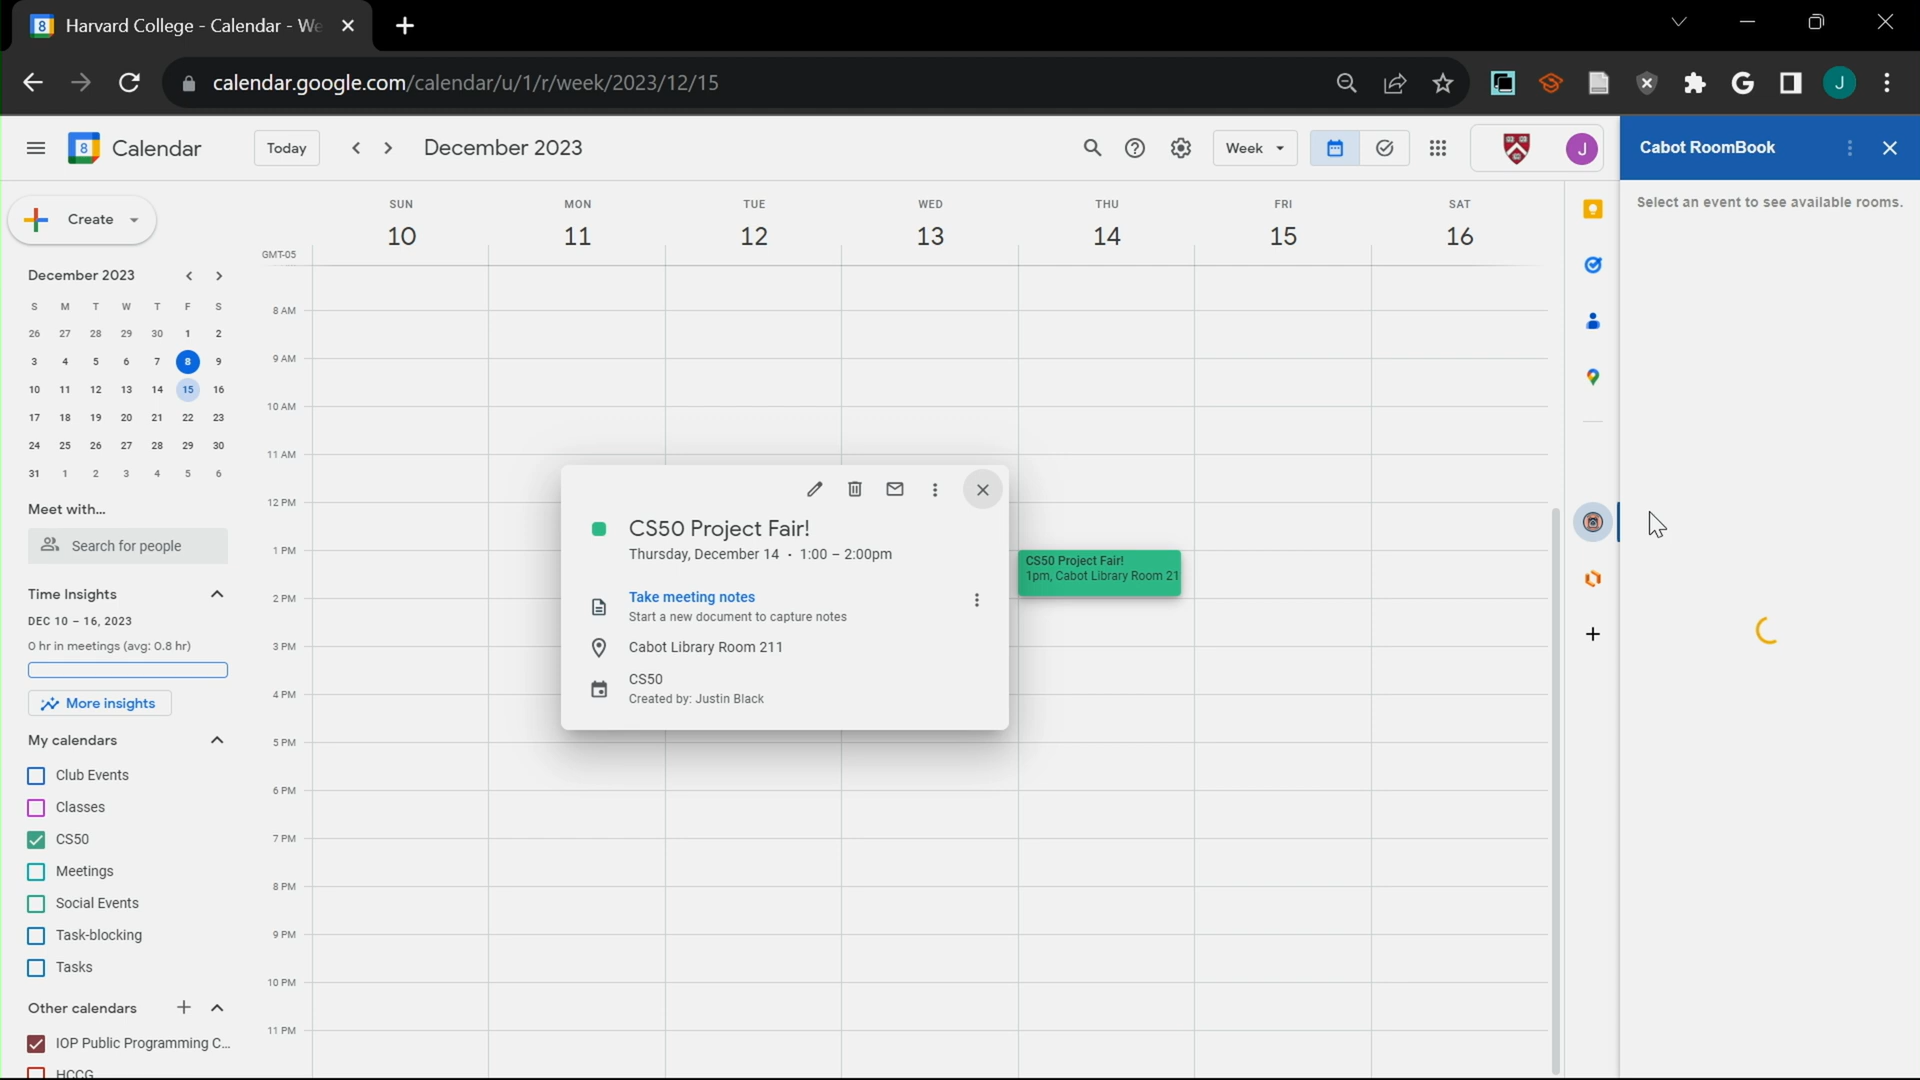 Harvard College - Calendar - We
calendar.google.com/calendar/u/1/r/week/2023/12/15
J
8
Calendar
Today
December 2023
Week
J
Cabot RoomBook
Select an event to see available rooms.
Create
SUN MON TUE WED THU FRI SAT
10 11 12 13 14 15 16
GMT-05
December 2023
S M T W T F S
26 27 28 29 30 1 2
3 4 5 6 7 8 9
10 11 12 13 14 15 16
17 18 19 20 21 22 23
24 25 26 27 28 29 30
31 1 2 3 4 5 6
Meet with...
Search for people
Time Insights
DEC 10 – 16, 2023
0 hr in meetings (avg: 0.8 hr)
More insights
My calendars
Club Events
Classes
CS50
Meetings
Social Events
Task-blocking
Tasks
Other calendars
IOP Public Programming C...
HCCG
8 AM
9 AM
10 AM
11 AM
12 PM
1 PM
2 PM
3 PM
4 PM
5 PM
6 PM
7 PM
8 PM
9 PM
10 PM
11 PM
CS50 Project Fair!
Thursday, December 14 · 1:00 – 2:00pm
Take meeting notes
Start a new document to capture notes
Cabot Library Room 211
CS50
Created by: Justin Black
CS50 Project Fair!
1pm, Cabot Library Room 21